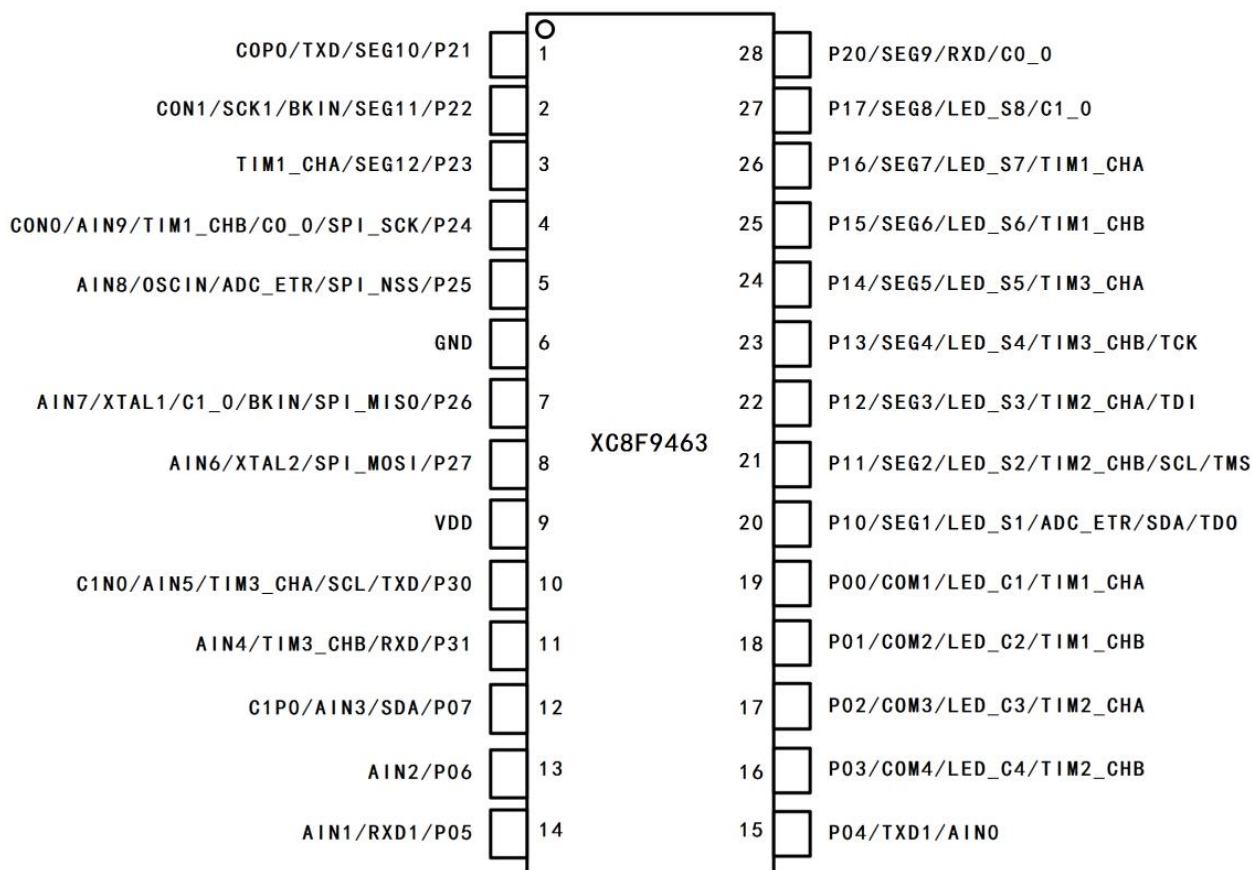 COP0/TXD/SEG10/P21
1
28
P20/SEG9/RXD/C0_0
CON1/SCK1/BKIN/SEG11/P22
2
27
P17/SEG8/LED_S8/C1_0
TIM1_CHA/SEG12/P23
3
26
P16/SEG7/LED_S7/TIM1_CHA
CON0/AIN9/TIM1_CHB/C0_0/SPI_SCK/P24
4
25
P15/SEG6/LED_S6/TIM1_CHB
AIN8/OSCIN/ADC_ETR/SPI_NSS/P25
5
24
P14/SEG5/LED_S5/TIM3_CHA
GND
6
23
P13/SEG4/LED_S4/TIM3_CHB/TCK
AIN7/XTAL1/C1_0/BKIN/SPI_MISO/P26
7
22
P12/SEG3/LED_S3/TIM2_CHA/TDI
XC8F9463
AIN6/XTAL2/SPI_MOSI/P27
8
21
P11/SEG2/LED_S2/TIM2_CHB/SCL/TMS
VDD
9
20
P10/SEG1/LED_S1/ADC_ETR/SDA/TDO
C1N0/AIN5/TIM3_CHA/SCL/TXD/P30
10
19
P00/COM1/LED_C1/TIM1_CHA
AIN4/TIM3_CHB/RXD/P31
11
18
P01/COM2/LED_C2/TIM1_CHB
C1P0/AIN3/SDA/P07
12
17
P02/COM3/LED_C3/TIM2_CHA
AIN2/P06
13
16
P03/COM4/LED_C4/TIM2_CHB
AIN1/RXD1/P05
14
15
P04/TXD1/AIN0